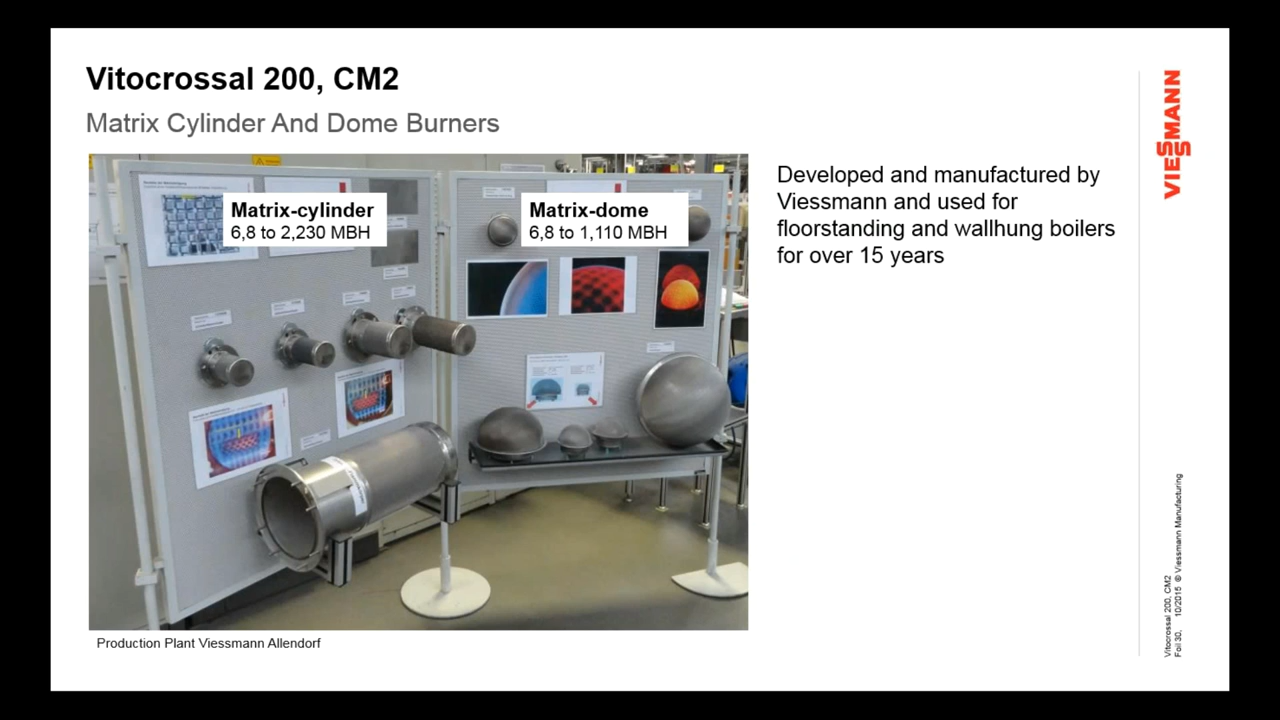 Vitocrossal 200, CM2
Matrix Cylinder And Dome Burners
Matrix-cylinder
6,8 to 2,230 MBH
Matrix-dome
6,8 to 1,110 MBH
Developed and manufactured by
Viessmann and used for
floorstanding and wallhung boilers
for over 15 years
Production Plant Viessmann Allendorf
VIESSMANN
Vitocrossal 200, CM2
Foil 30, 10/2015 © Viessmann Manufacturing